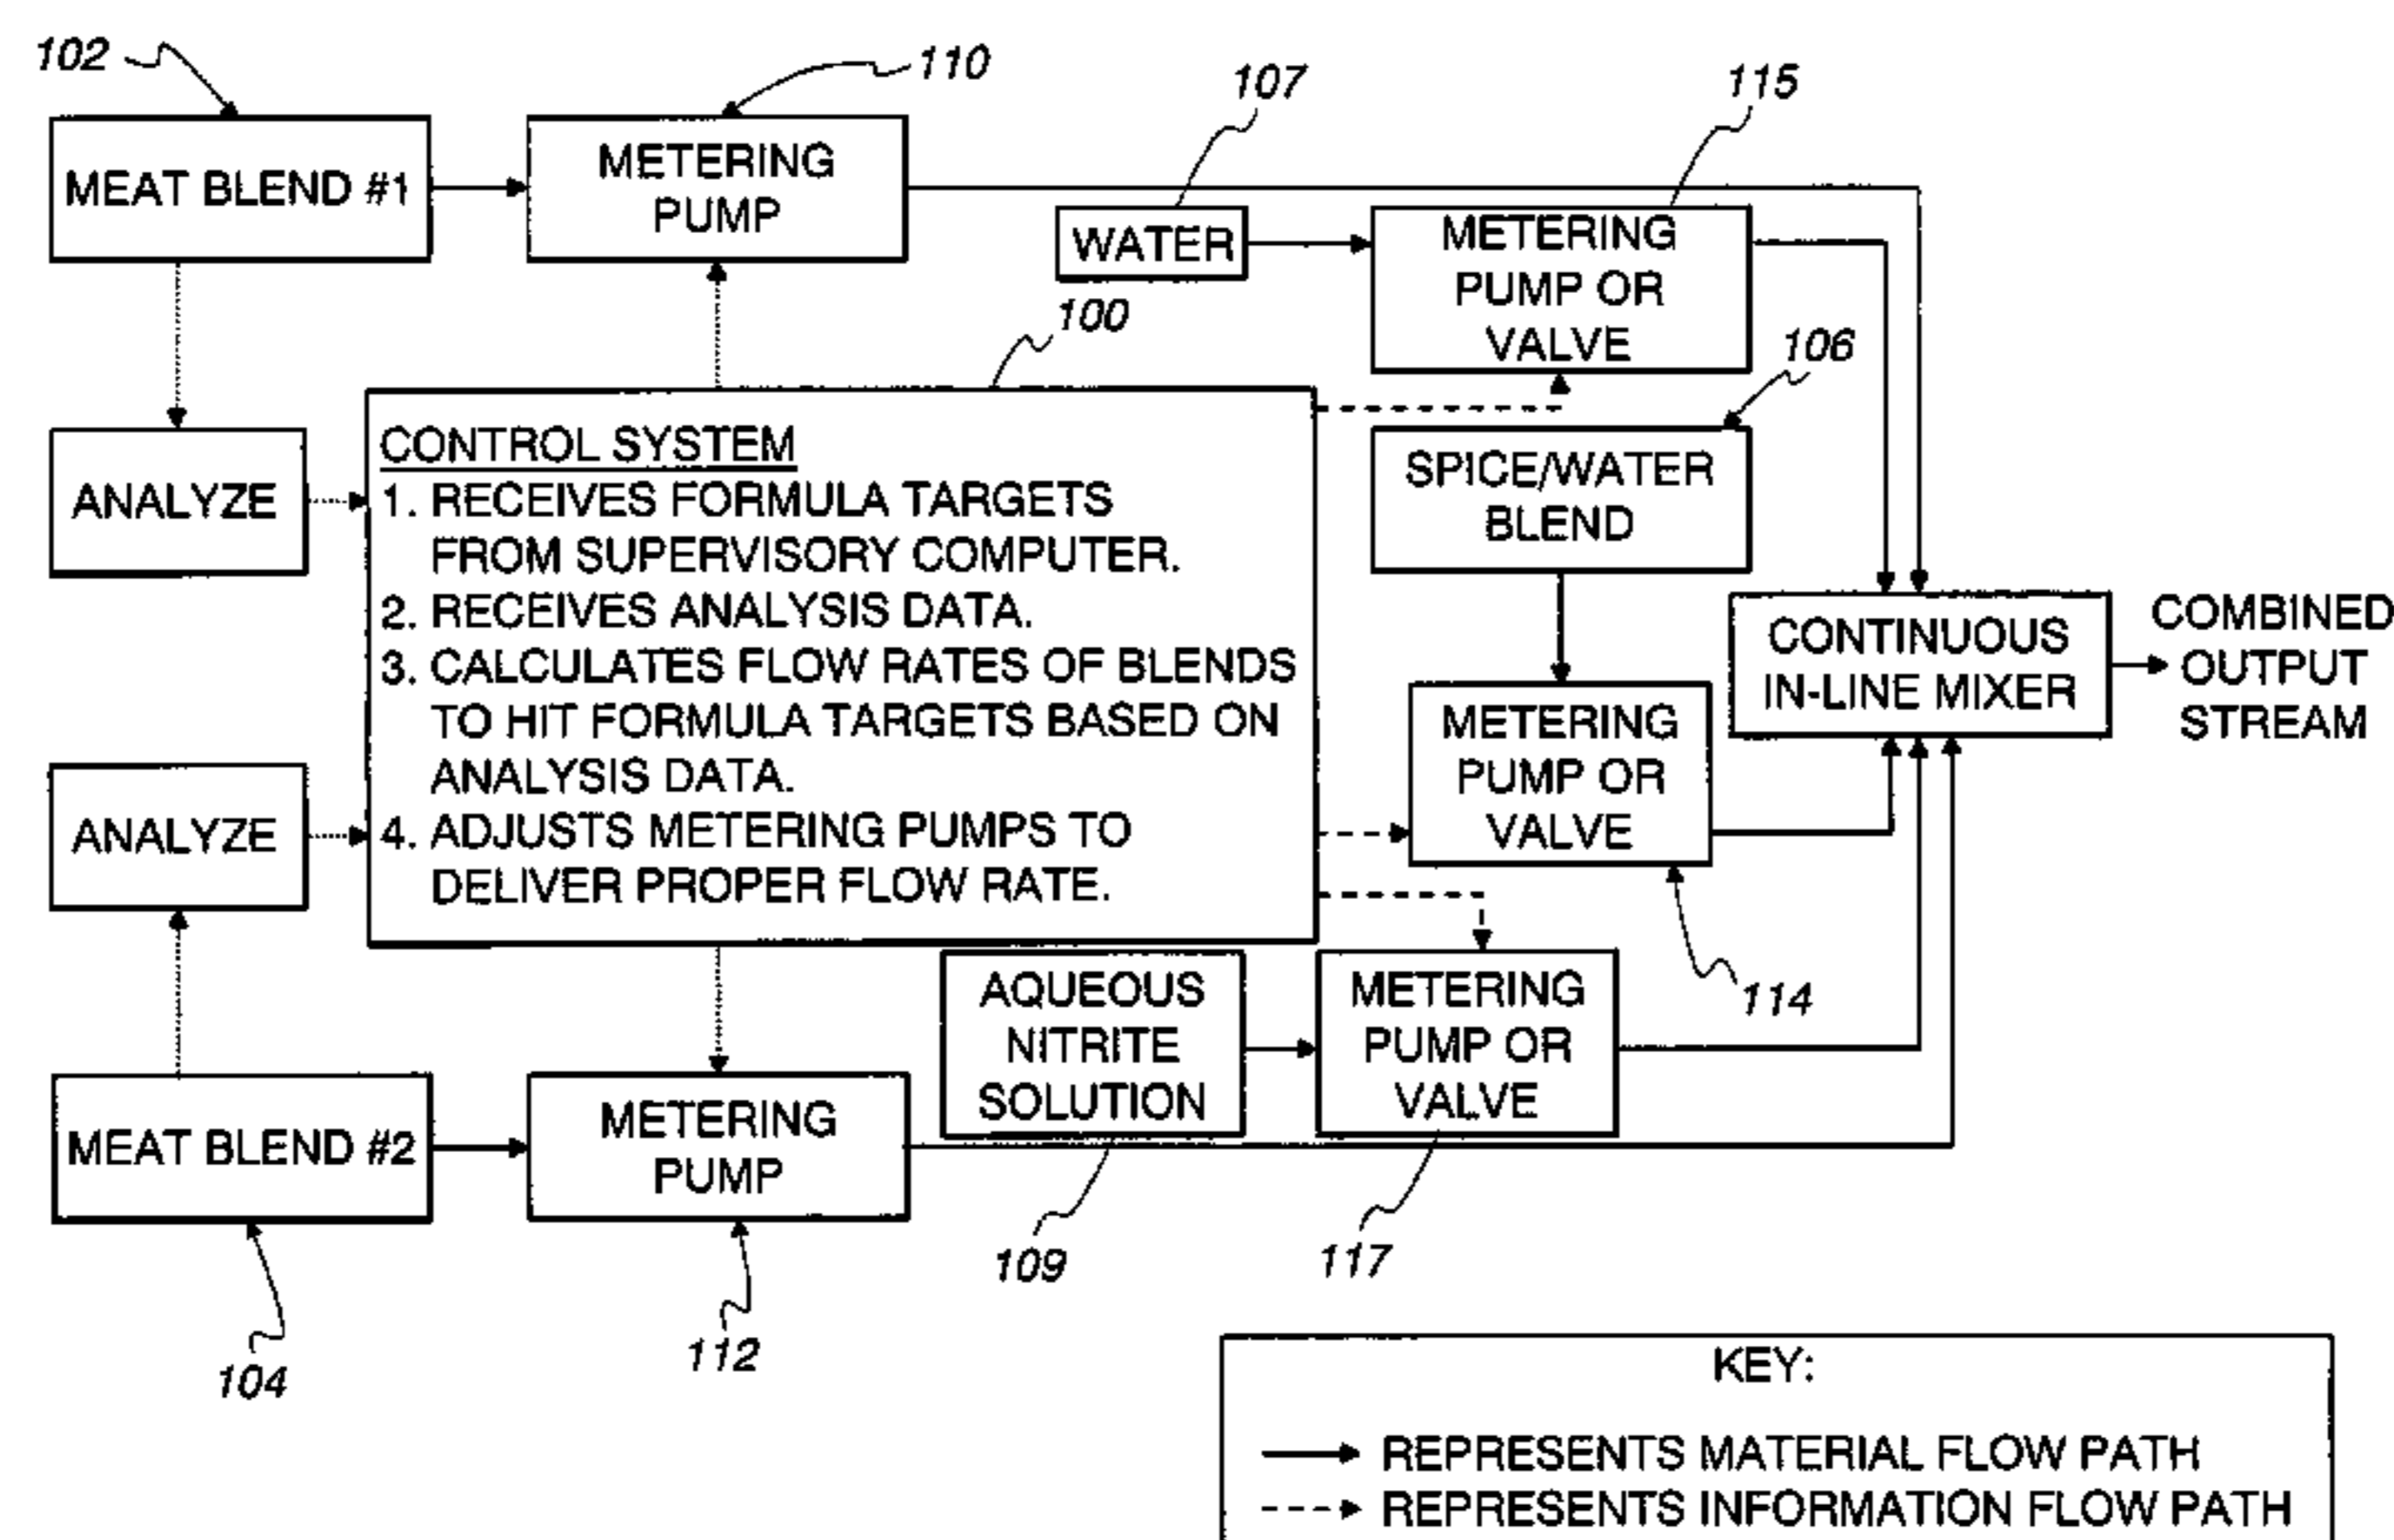 102
110
107
115
MEAT BLEND #1
METERING
PUMP
WATER
METERING
PUMP OR
VALVE
100
106
ANALYZE
CONTROL SYSTEM
1. RECEIVES FORMULA TARGETS
FROM SUPERVISORY COMPUTER.
2. RECEIVES ANALYSIS DATA.
3. CALCULATES FLOW RATES OF BLENDS
TO HIT FORMULA TARGETS BASED ON
ANALYSIS DATA.
4. ADJUSTS METERING PUMPS TO
DELIVER PROPER FLOW RATE.
SPICE/WATER
BLEND
CONTINUOUS
IN-LINE MIXER
COMBINED
OUTPUT
STREAM
METERING
PUMP OR
VALVE
ANALYZE
114
AQUEOUS
NITRITE
SOLUTION
METERING
PUMP OR
VALVE
MEAT BLEND #2
METERING
PUMP
109
117
104
112
KEY:
REPRESENTS MATERIAL FLOW PATH
REPRESENTS INFORMATION FLOW PATH